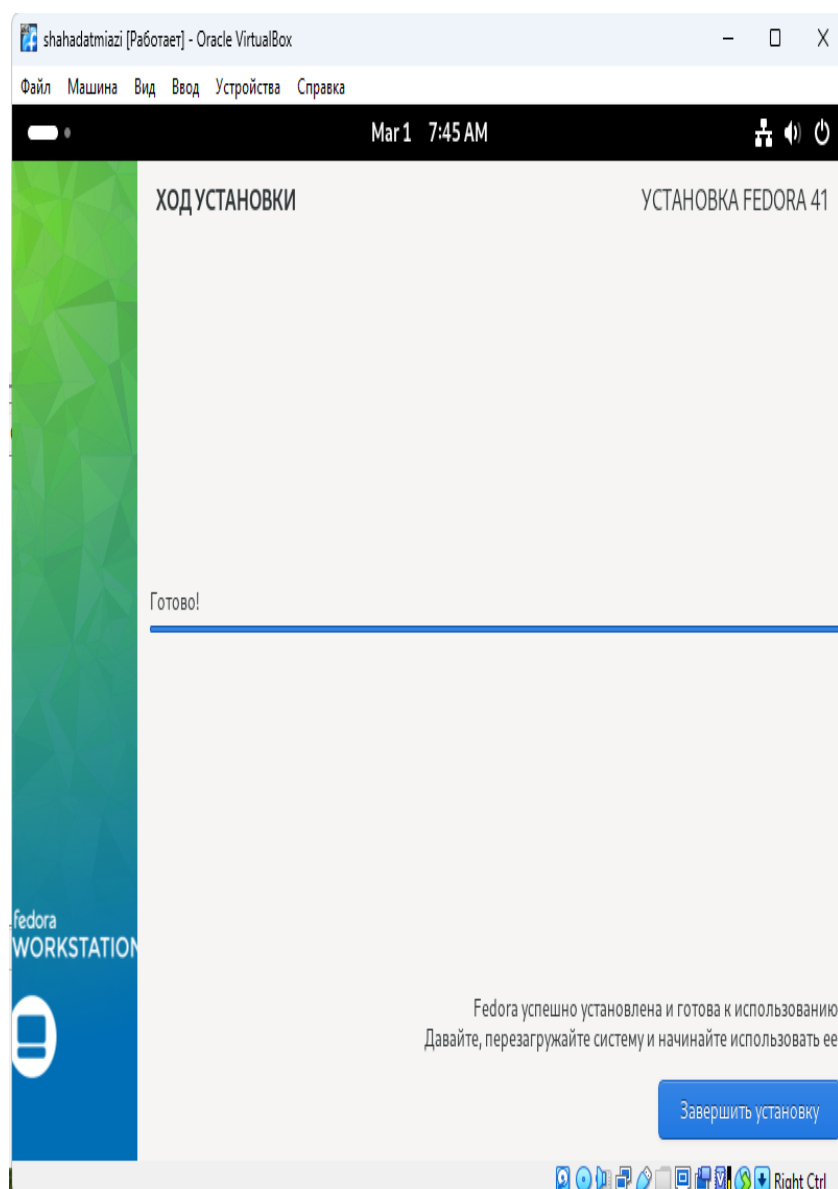 shahadatmiazi [Работает] - Oracle VirtualBox
Файл Машина Вид Ввод Устройства Справка
Mar 1 7:45 AM
ХОД УСТАНОВКИ
УСТАНОВКА FEDORA 41
Готово!
fedora
WORKSTATION
Fedora успешно установлена и готова к использованию
Давайте, перезагружайте систему и начинайте использовать ее
Завершить установку
Right Ctrl